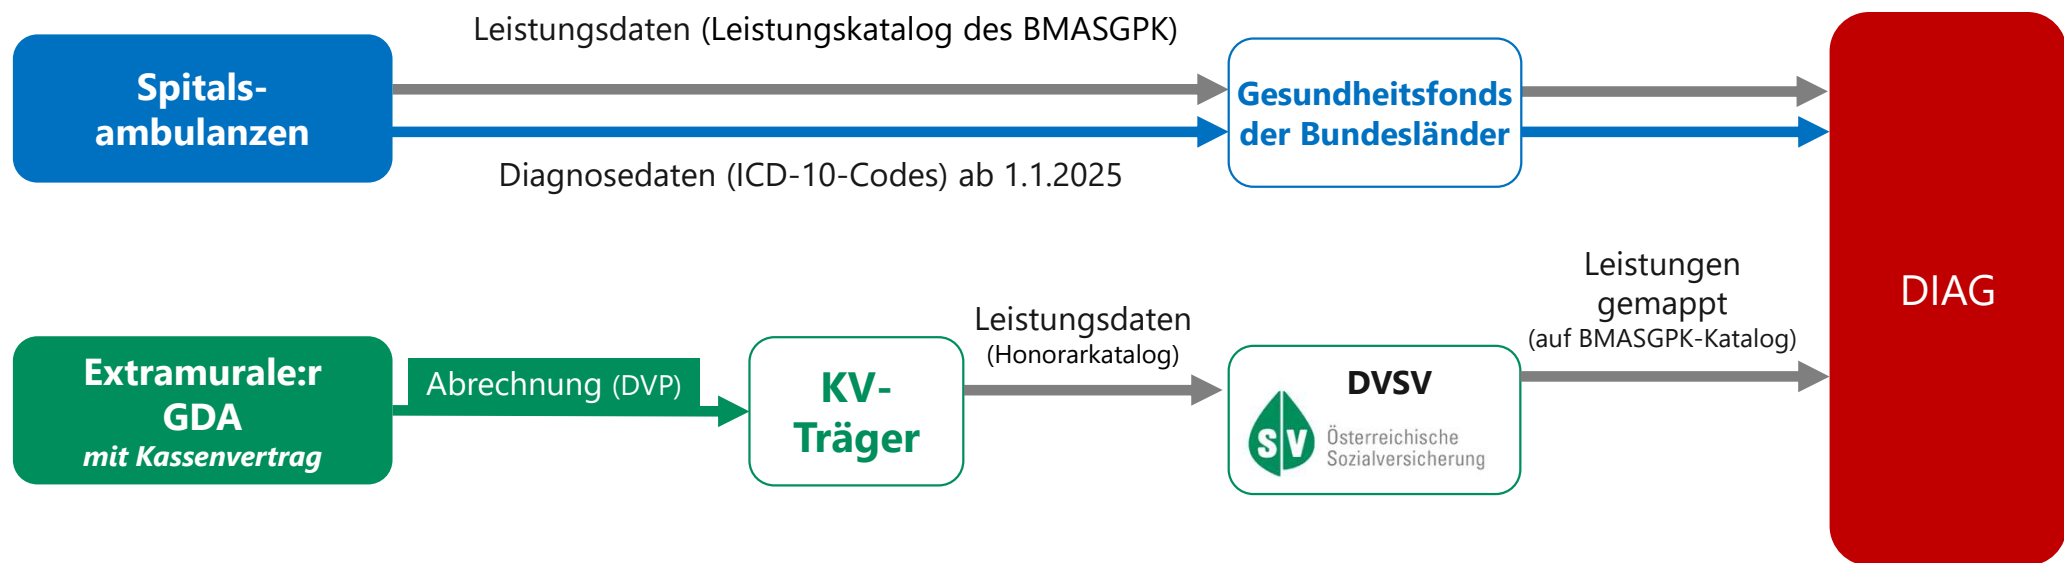 Leistungsdaten (Leistungskatalog des BMASGPK)
Spitals-
ambulanzen
Gesundheitsfonds
der Bundesländer
Diagnosedaten (ICD-10-Codes) ab 1.1.2025
DIAG
Leistungen
gemappt
(auf BMASGPK-Katalog)
Leistungsdaten
(Honorarkatalog)
Extramurale:r
GDA
mit Kassenvertrag
Abrechnung (DVP)
KV-
Träger
DVSV
SV
Österreichische
Sozialversicherung